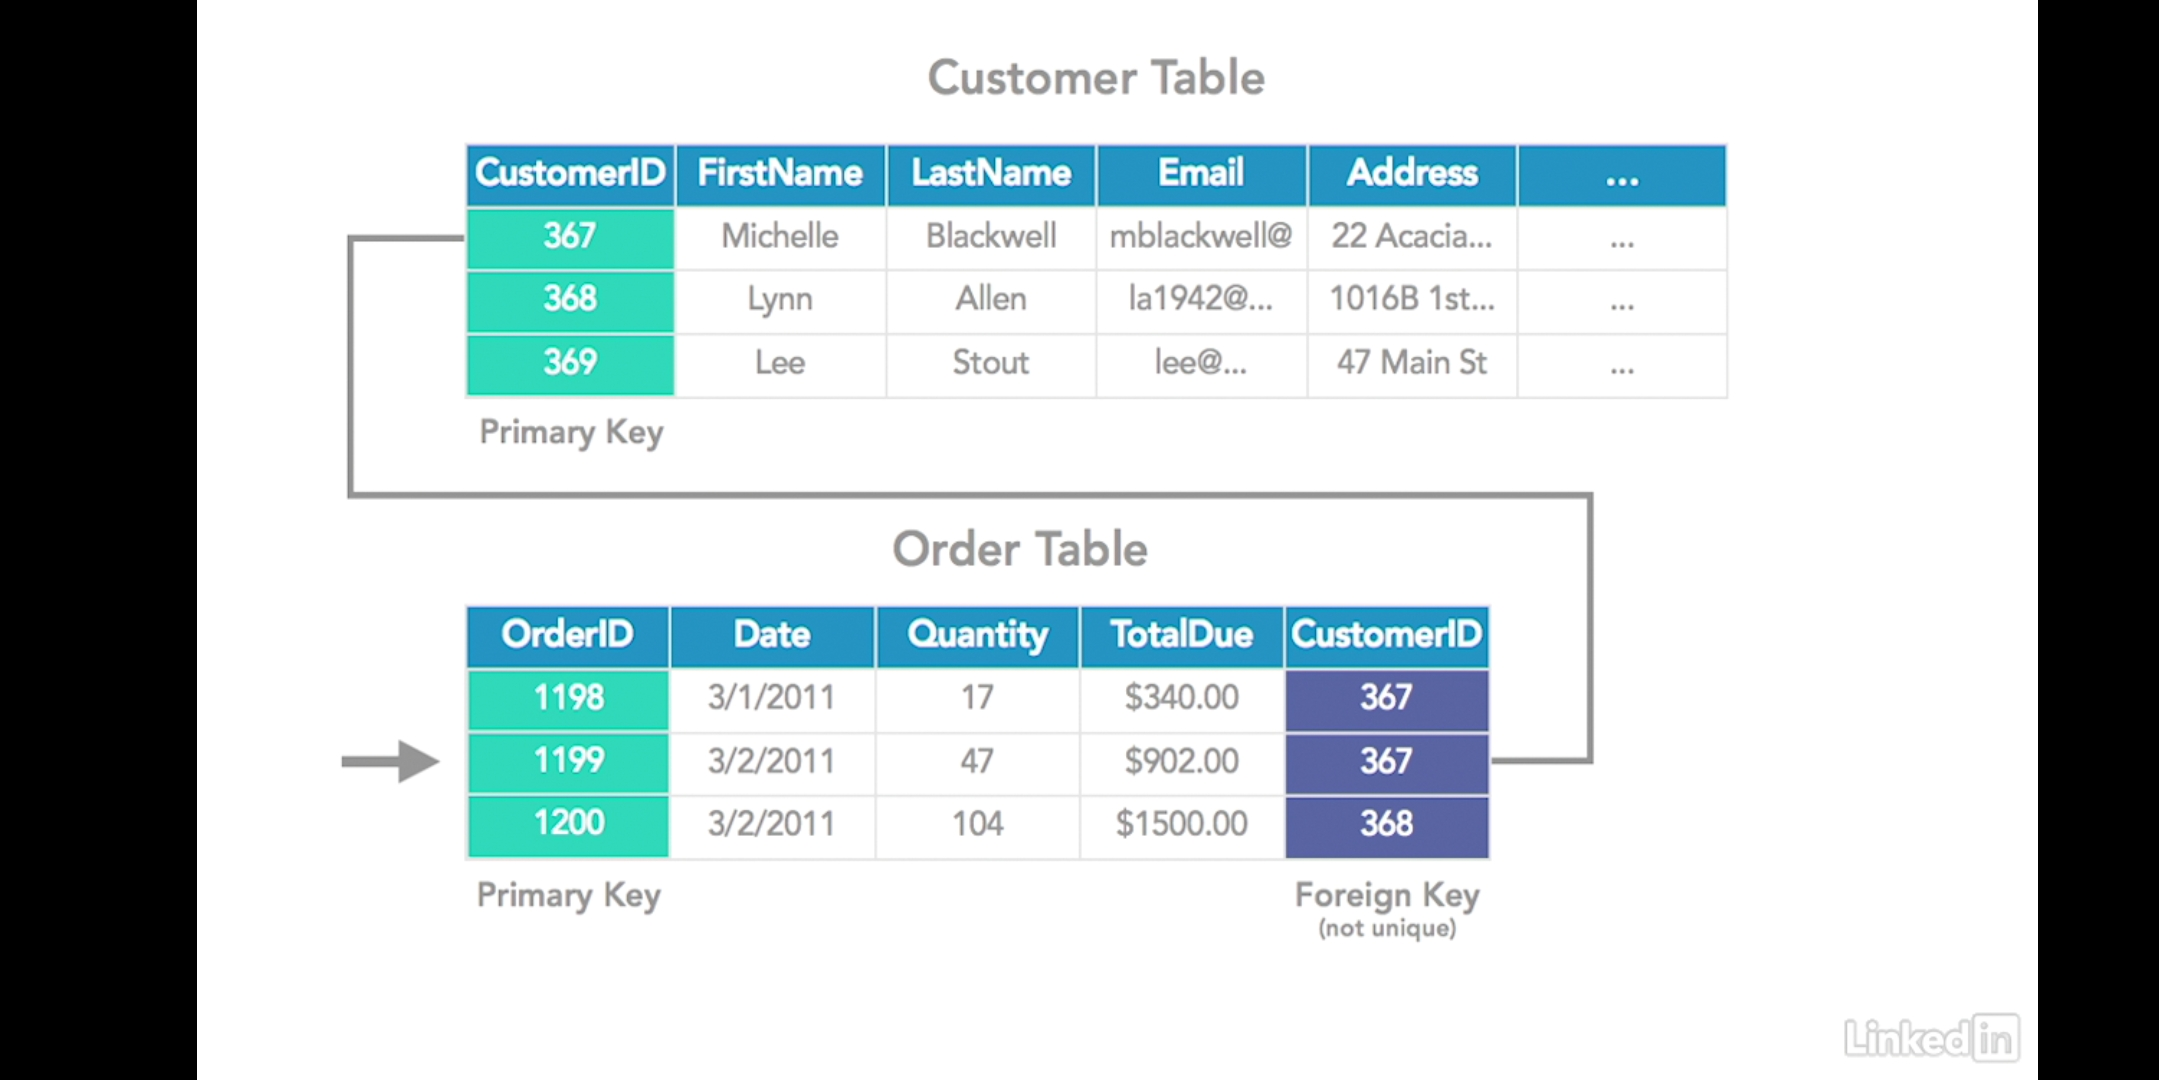 Customer Table
CustomerID FirstName LastName Email Address ...
367 Michelle Blackwell mblackwell@ 22 Acacia... ...
368 Lynn Allen la1942@... 1016B 1st... ...
369 Lee Stout lee@... 47 Main St ...
Primary Key
Order Table
OrderID Date Quantity TotalDue CustomerID
1198 3/1/2011 17 $340.00 367
1199 3/2/2011 47 $902.00 367
1200 3/2/2011 104 $1500.00 368
Primary Key Foreign Key
(not unique)
Linked in